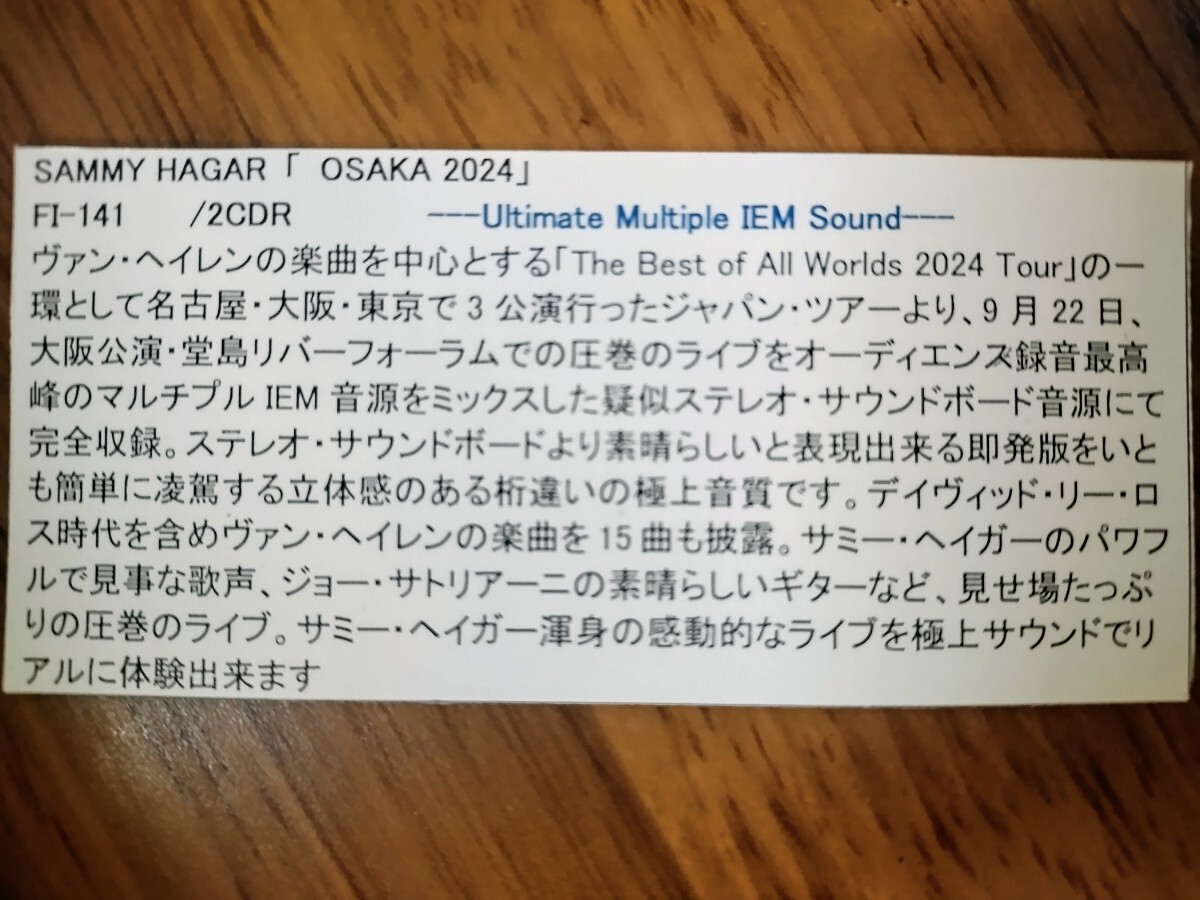 SAMMY HAGAR「 OSAKA 2024」
FI-141 /2CDR ---Ultimate Multiple IEM Sound---
ヴァン・ヘイレンの楽曲を中心とする「The Best of All Worlds 2024 Tour」の一
環として名古屋・大阪・東京で3公演行ったジャパン・ツアーより、9月22日、
大阪公演・堂島リバーフォーラムでの圧巻のライブをオーディエンス録音最高
峰のマルチプル IEM 音源をミックスした疑似ステレオ・サウンドボード音源にて
完全収録。ステレオ・サウンドボードより素晴らしいと表現出来る即発版をいと
も簡単に凌駕する立体感のある桁違いの極上音質です。デイヴィッド・リー・ロ
ス時代を含めヴァン・ヘイレンの楽曲を15曲も披露。サミー・ヘイガーのパワフ
ルで見事な歌声、ジョー・サトリアーニの素晴らしいギターなど、見せ場たっぷ
りの圧巻のライブ。サミー・ヘイガー渾身の感動的なライブを極上サウンドでリ
アルに体験出来ます